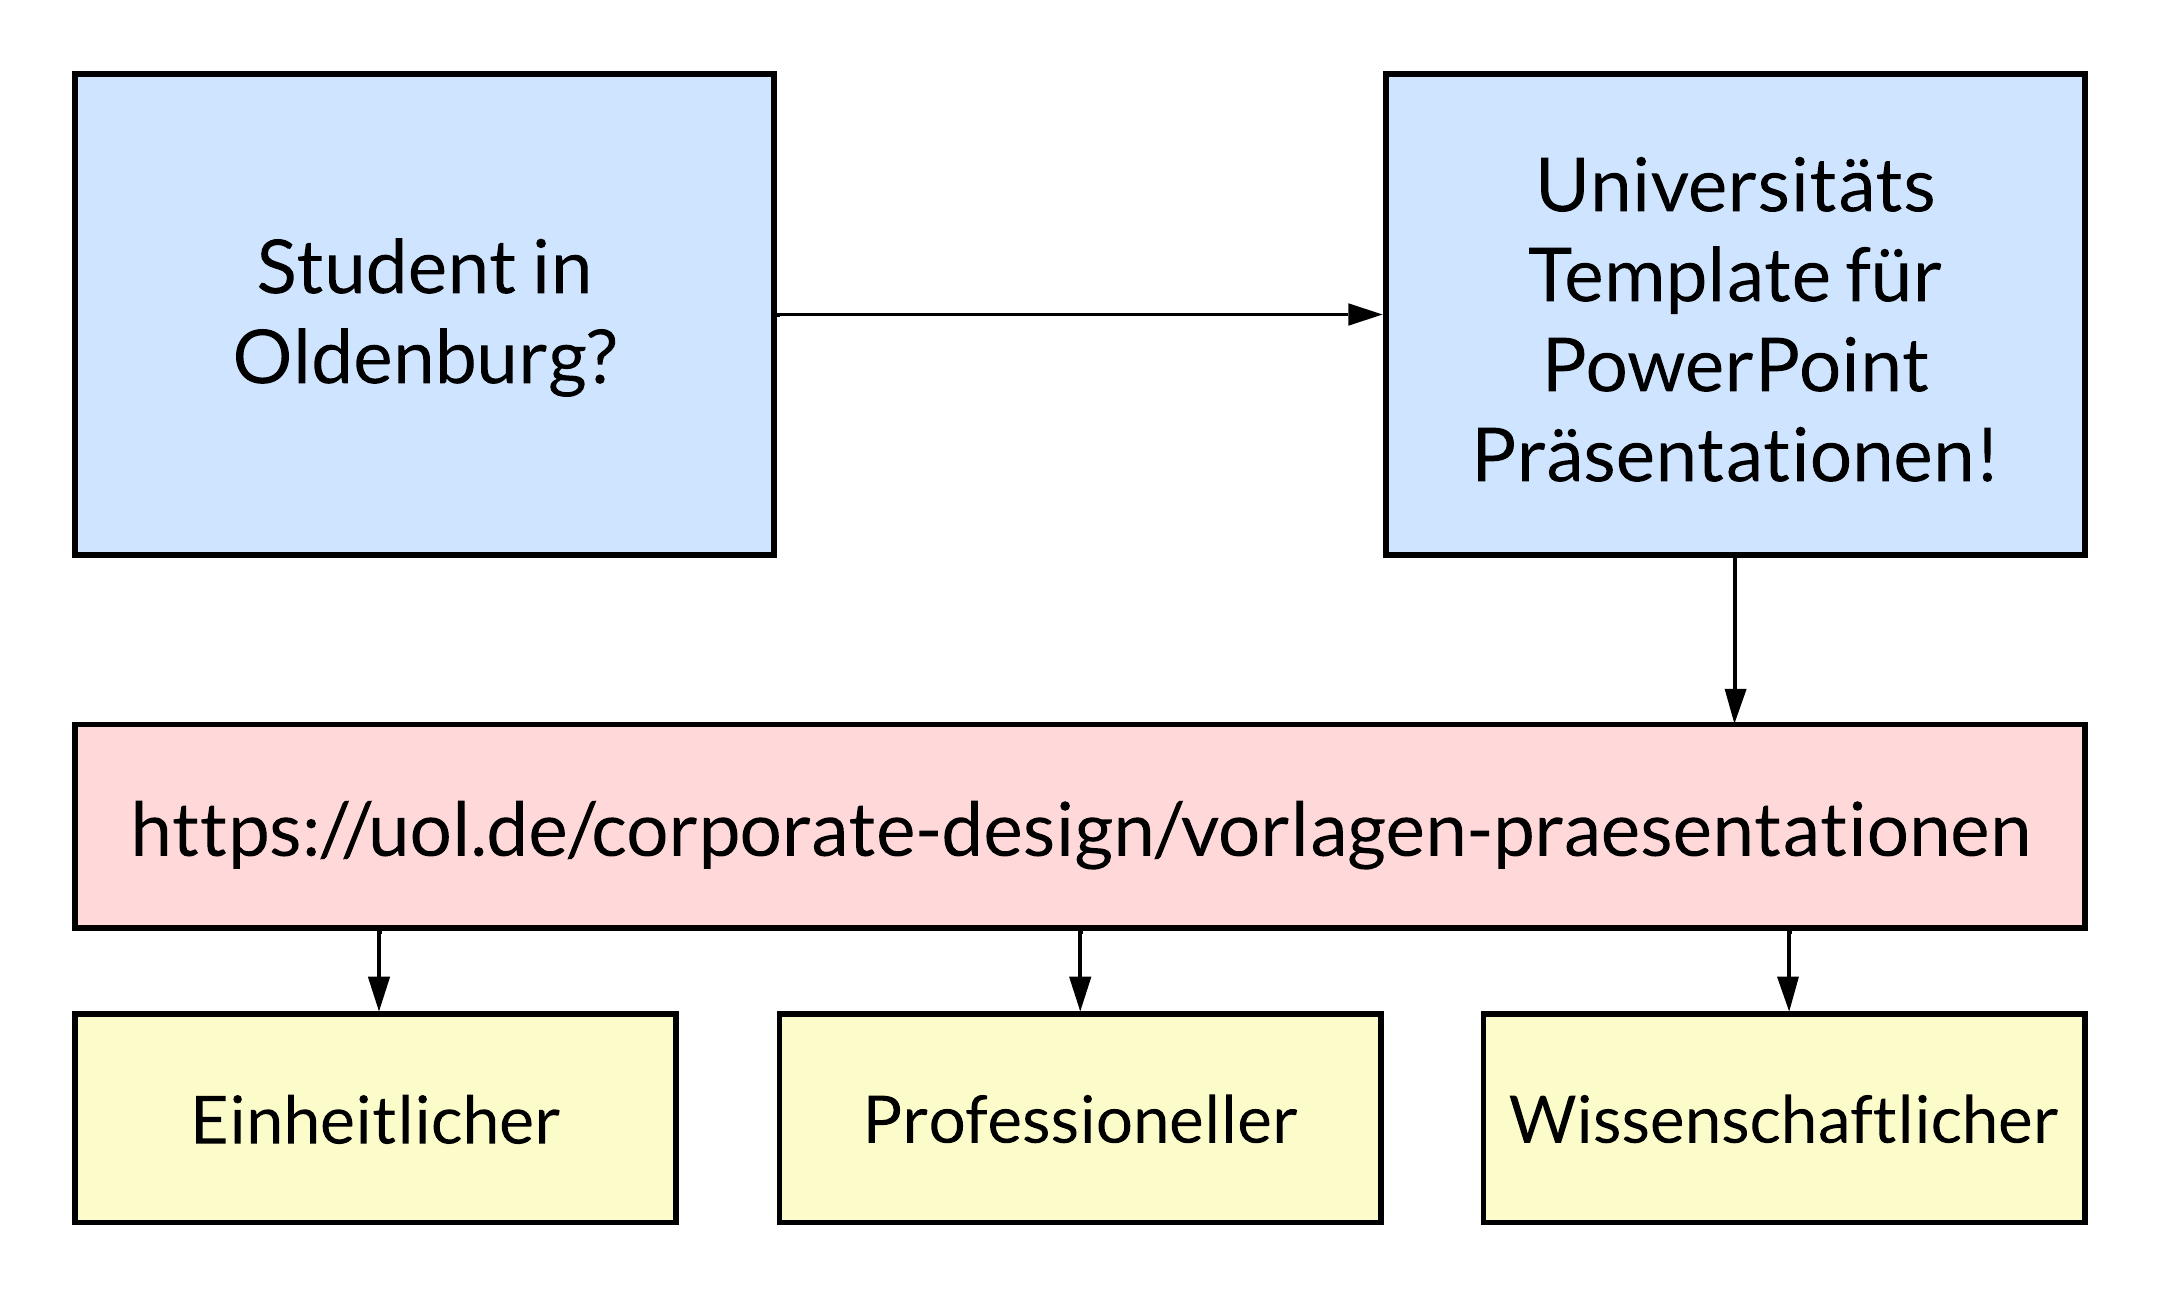 Student in
Oldenburg?
Universitäts
Template für
PowerPoint
Präsentationen!
https://uol.de/corporate-design/vorlagen-praesentationen
Einheitlicher
Professioneller
Wissenschaftlicher